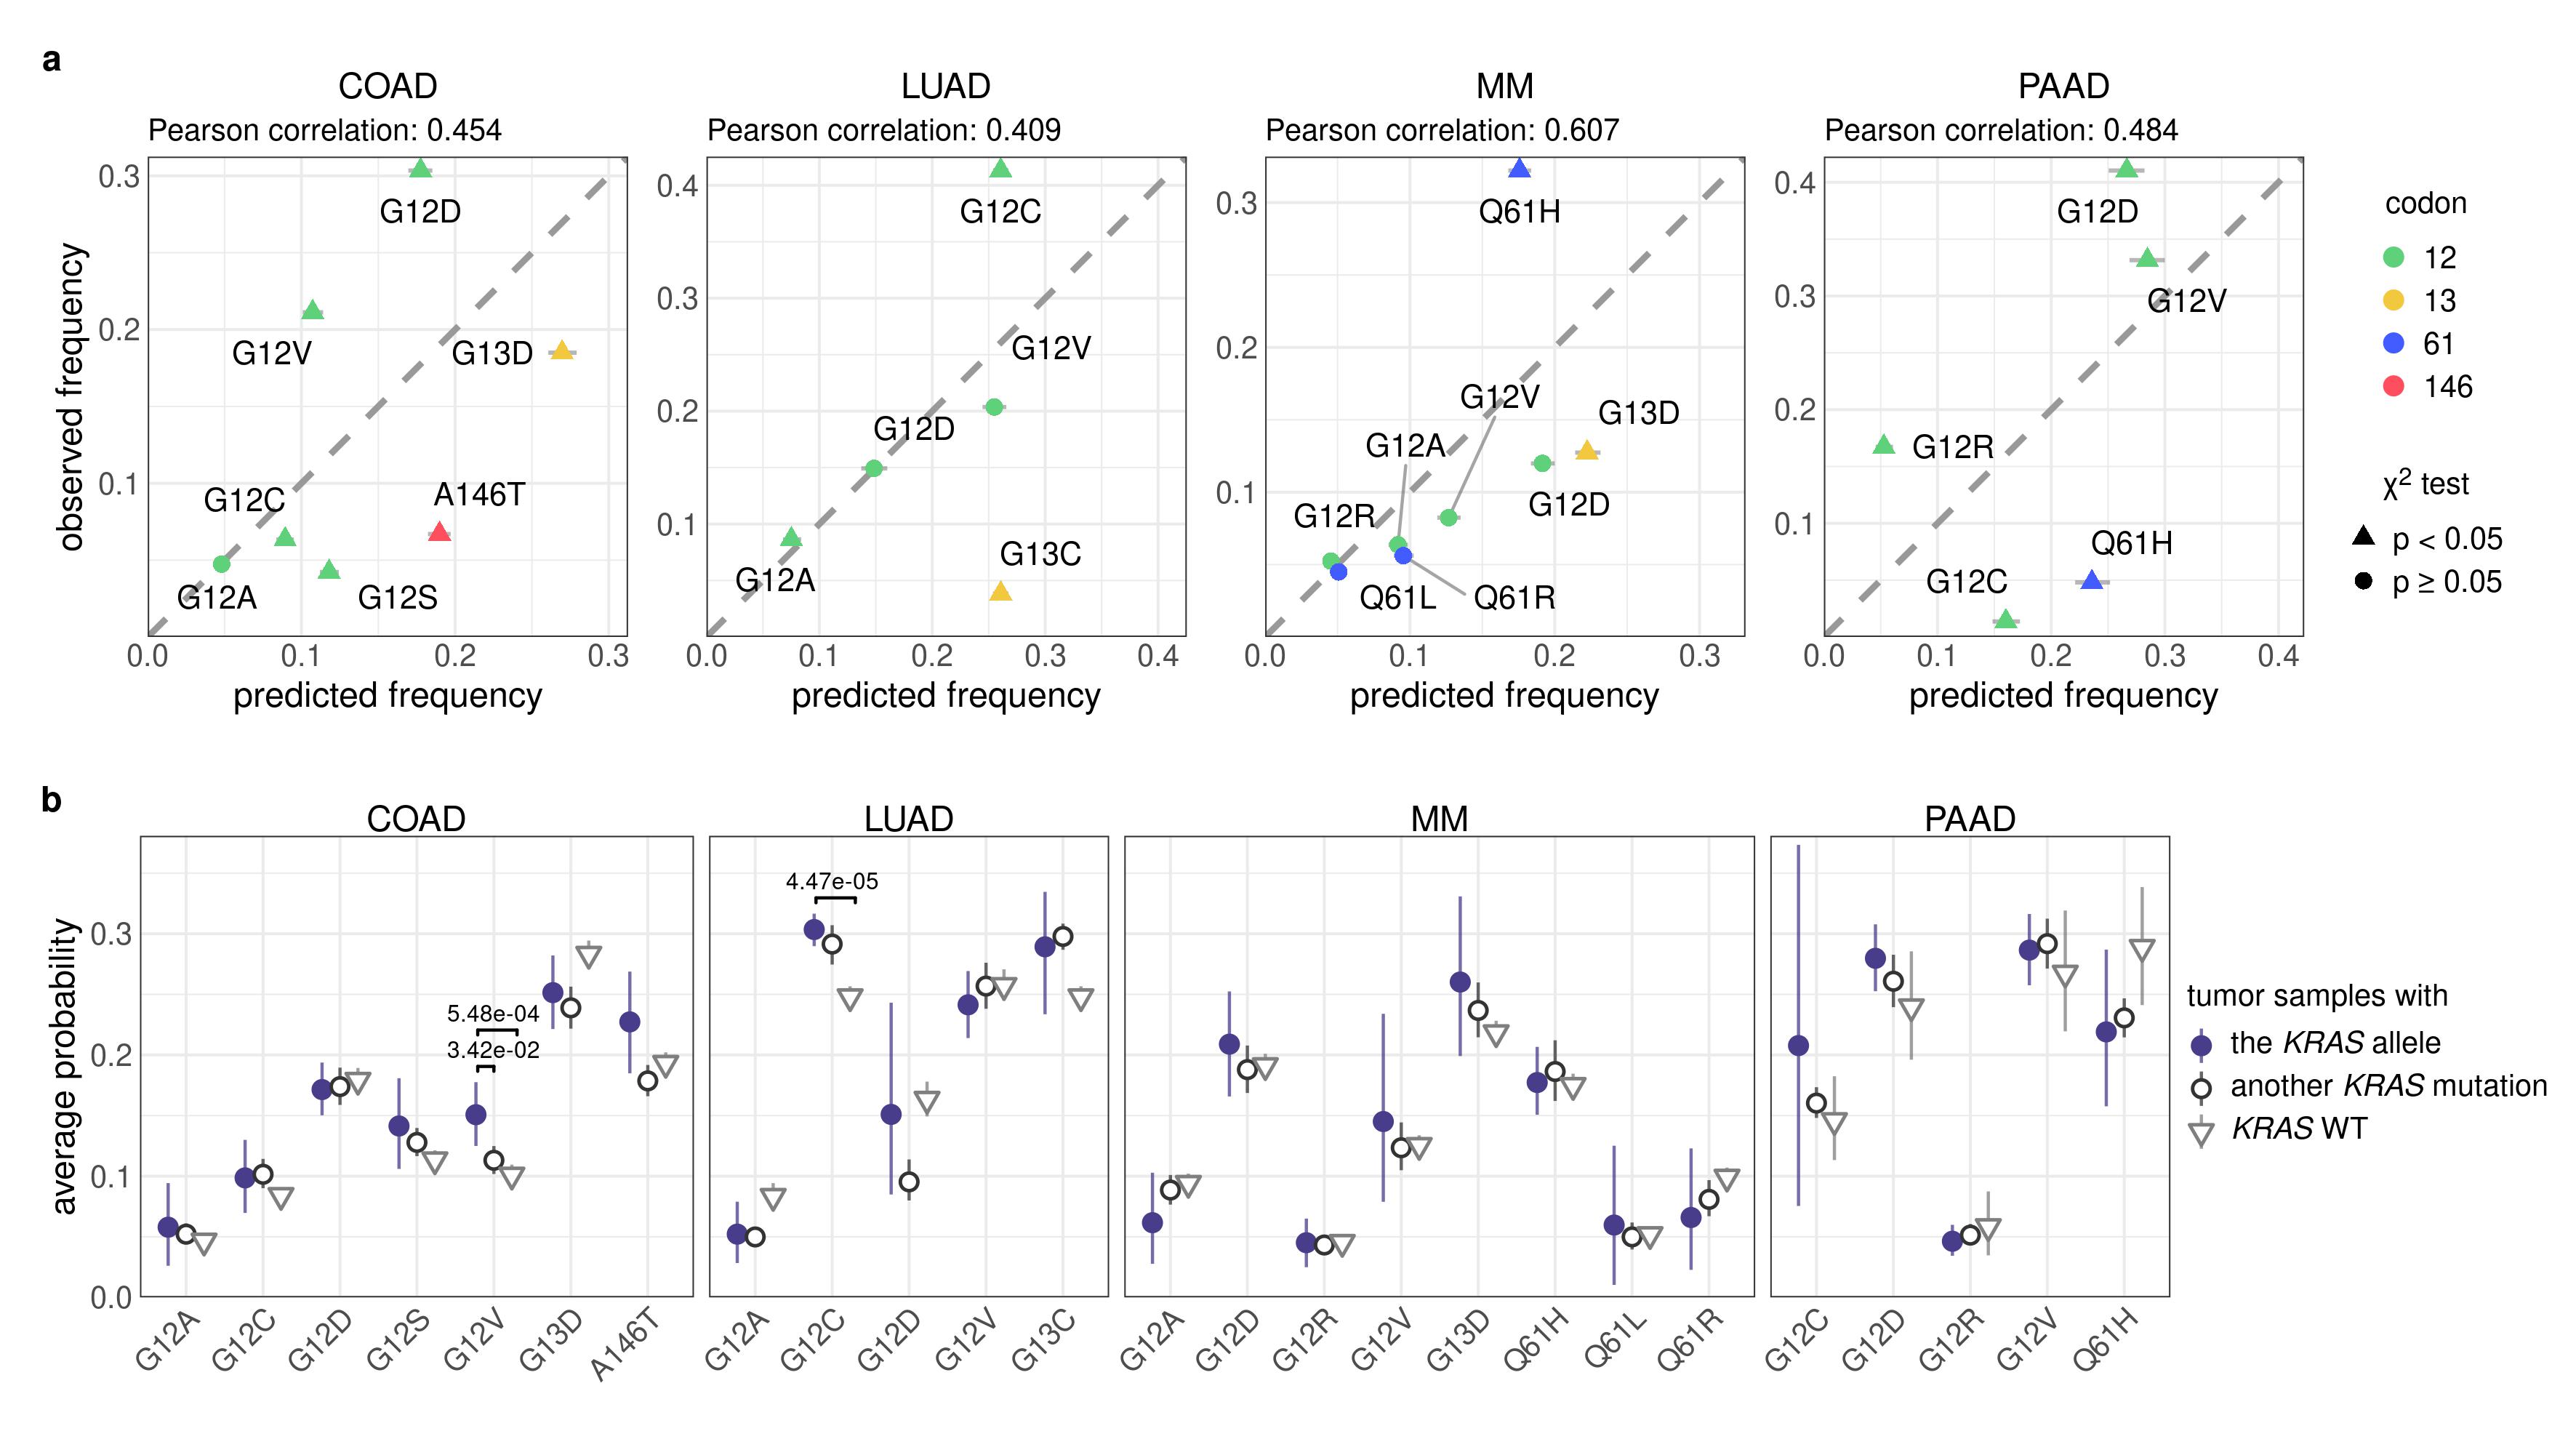 a
COAD
LUAD
MM
PAAD
Pearson correlation: 0.454
Pearson correlation: 0.409
Pearson correlation: 0.607
Pearson correlation: 0.484
observed frequency
0.3
0.2
0.1
G12D
G12V
G13D
G12C
A146T
G12A
G12S
0.0 0.1 0.2 0.3
predicted frequency
0.4
0.3
0.2
0.1
G12C
G12V
G12D
G13C
G12A
0.0 0.1 0.2 0.3 0.4
predicted frequency
0.3
0.2
0.1
Q61H
G12V
G13D
G12A
G12D
G12R
Q61L
Q61R
0.0 0.1 0.2 0.3
predicted frequency
0.4
0.3
0.2
0.1
G12D
G12V
G12R
Q61H
G12C
0.0 0.1 0.2 0.3 0.4
predicted frequency
codon
12
13
61
146
χ² test
p < 0.05
p ≥ 0.05
b
COAD
LUAD
MM
PAAD
average probability
0.3
0.2
0.1
0.0
5.48e-04
3.42e-02
4.47e-05
G12A G12C G12D G12S G12V G13D A146T
G12A G12C G12D G12V G13C
G12A G12D G12R G12V G13D Q61H Q61L Q61R
G12C G12D G12R G12V Q61H
tumor samples with
the KRAS allele
another KRAS mutation
KRAS WT